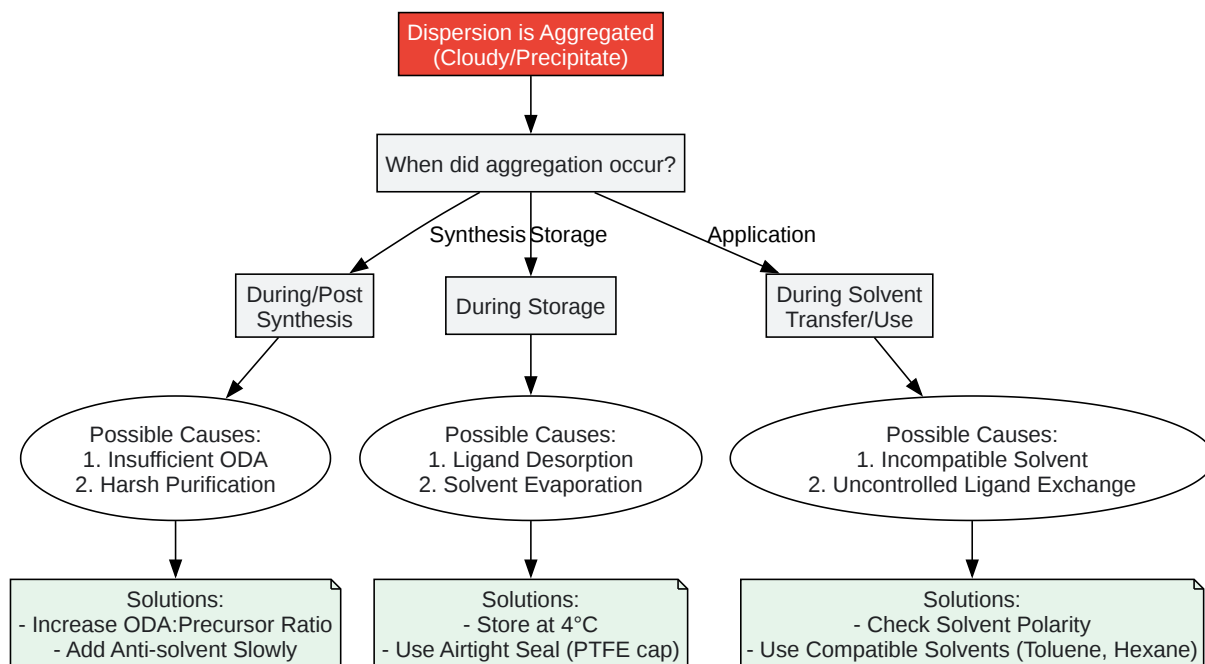 Dispersion is Aggregated
(Cloudy/Precipitate)
When did aggregation occur?
Synthesis
Storage
Application
During/Post
Synthesis
During Storage
During Solvent
Transfer/Use
Possible Causes:
1. Insufficient ODA
2. Harsh Purification
Possible Causes:
1. Ligand Desorption
2. Solvent Evaporation
Possible Causes:
1. Incompatible Solvent
2. Uncontrolled Ligand Exchange
Solutions:
- Increase ODA:Precursor Ratio
- Add Anti-solvent Slowly
Solutions:
- Store at 4°C
- Use Airtight Seal (PTFE cap)
Solutions:
- Check Solvent Polarity
- Use Compatible Solvents (Toluene, Hexane)